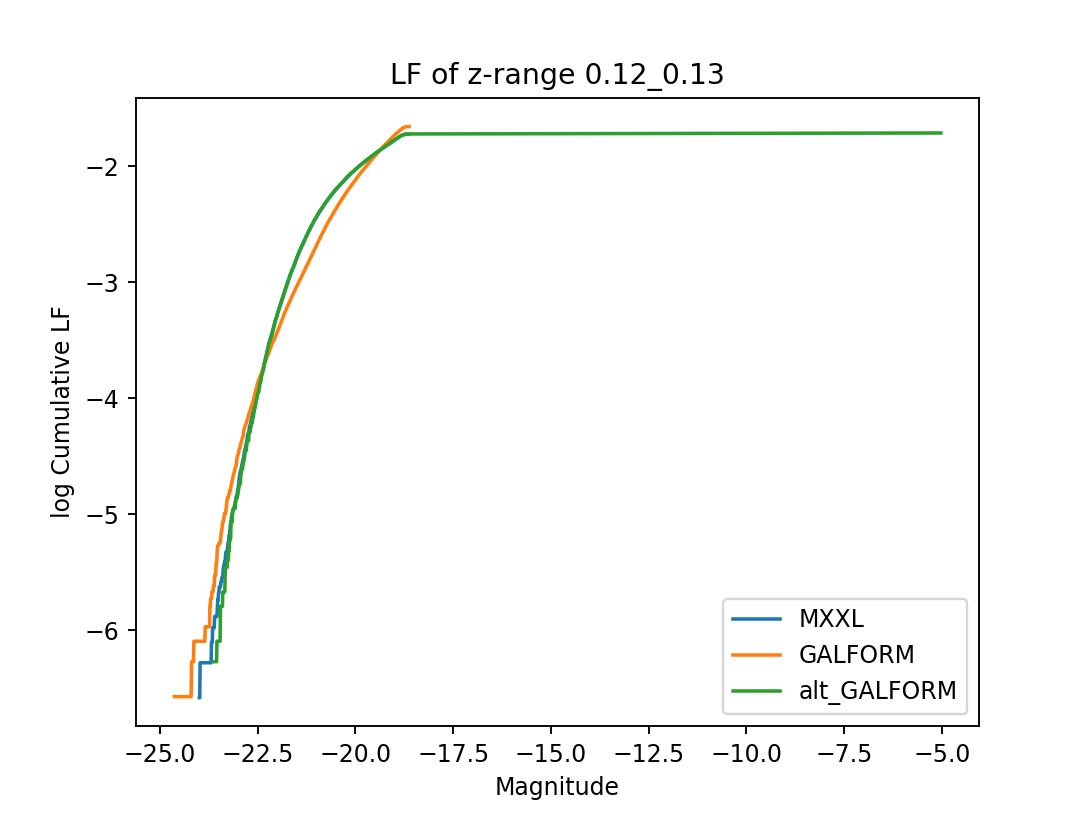 LF of z-range 0.12_0.13
log Cumulative LF
−2
−3
−4
−5
−6
MXXL
GALFORM
alt_GALFORM
−25.0 −22.5 −20.0 −17.5 −15.0 −12.5 −10.0 −7.5 −5.0
Magnitude